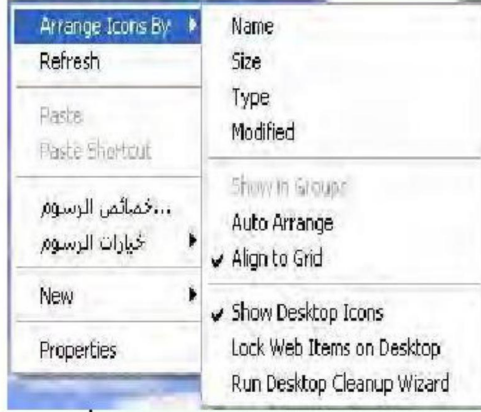 Arrange Icons By
Refresh
Paste
Paste Shortcut
خصائص الرسوم...
خيارات الرسوم
New
Properties
Name
Size
Type
Modified
Show in Groups
Auto Arrange
Align to Grid
Show Desktop Icons
Lock Web Items on Desktop
Run Desktop Cleanup Wizard